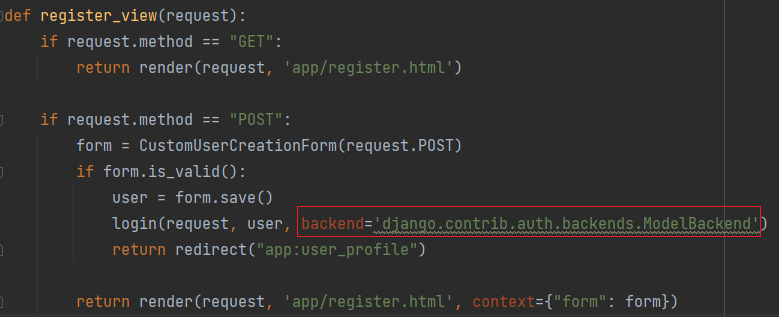 def register_view(request):
    if request.method == "GET":
        return render(request, 'app/register.html')
    if request.method == "POST":
        form = CustomUserCreationForm(request.POST)
        if form.is_valid():
            user = form.save()
            login(request, user, backend='django.contrib.auth.backends.ModelBackend')
            return redirect("app:user_profile")
    return render(request, 'app/register.html', context={"form": form})